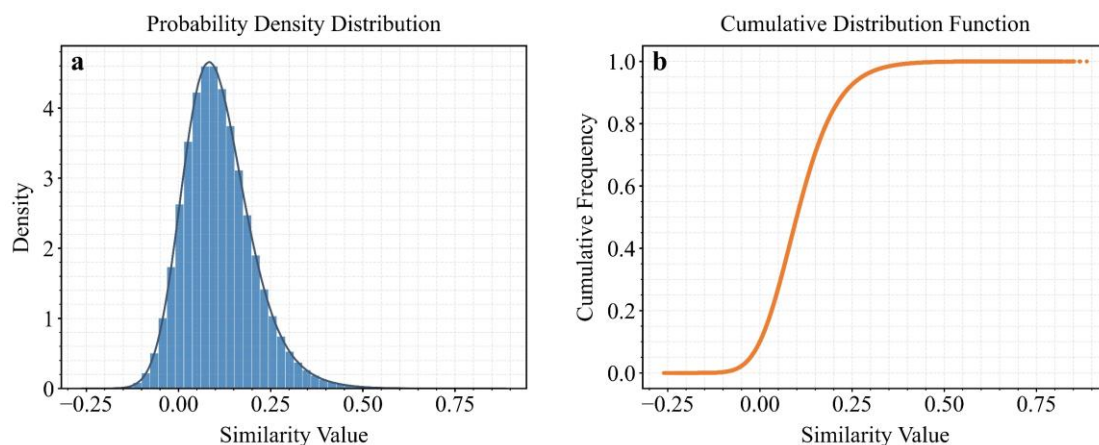 Probability Density Distribution
a
4
3
2
1
0
Density
−0.25 0.00 0.25 0.50 0.75
Similarity Value
Cumulative Distribution Function
b
1.0
0.8
0.6
0.4
0.2
0.0
Cumulative Frequency
−0.25 0.00 0.25 0.50 0.75
Similarity Value